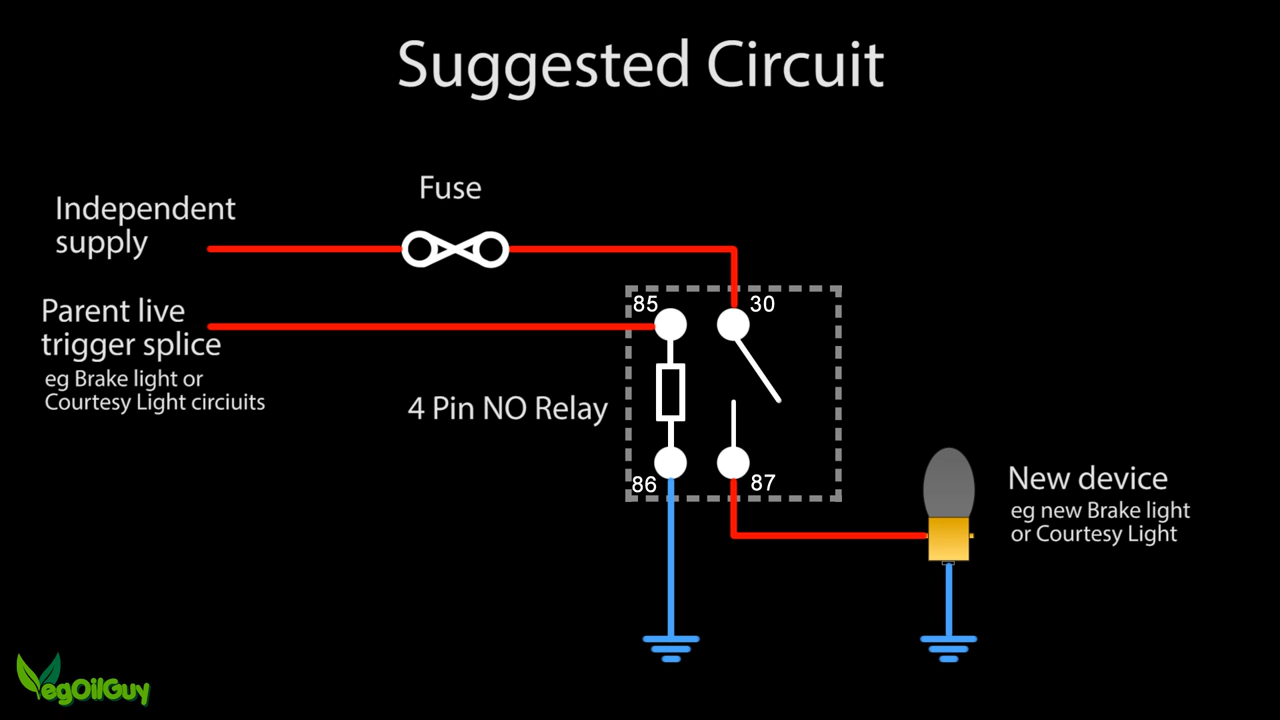 Suggested Circuit
Fuse
Independent
supply
Parent live
trigger splice
eg Brake light or
Courtesy Light circiuits
85
30
4 Pin NO Relay
86
87
New device
eg new Brake light
or Courtesy Light
VegOilGuy